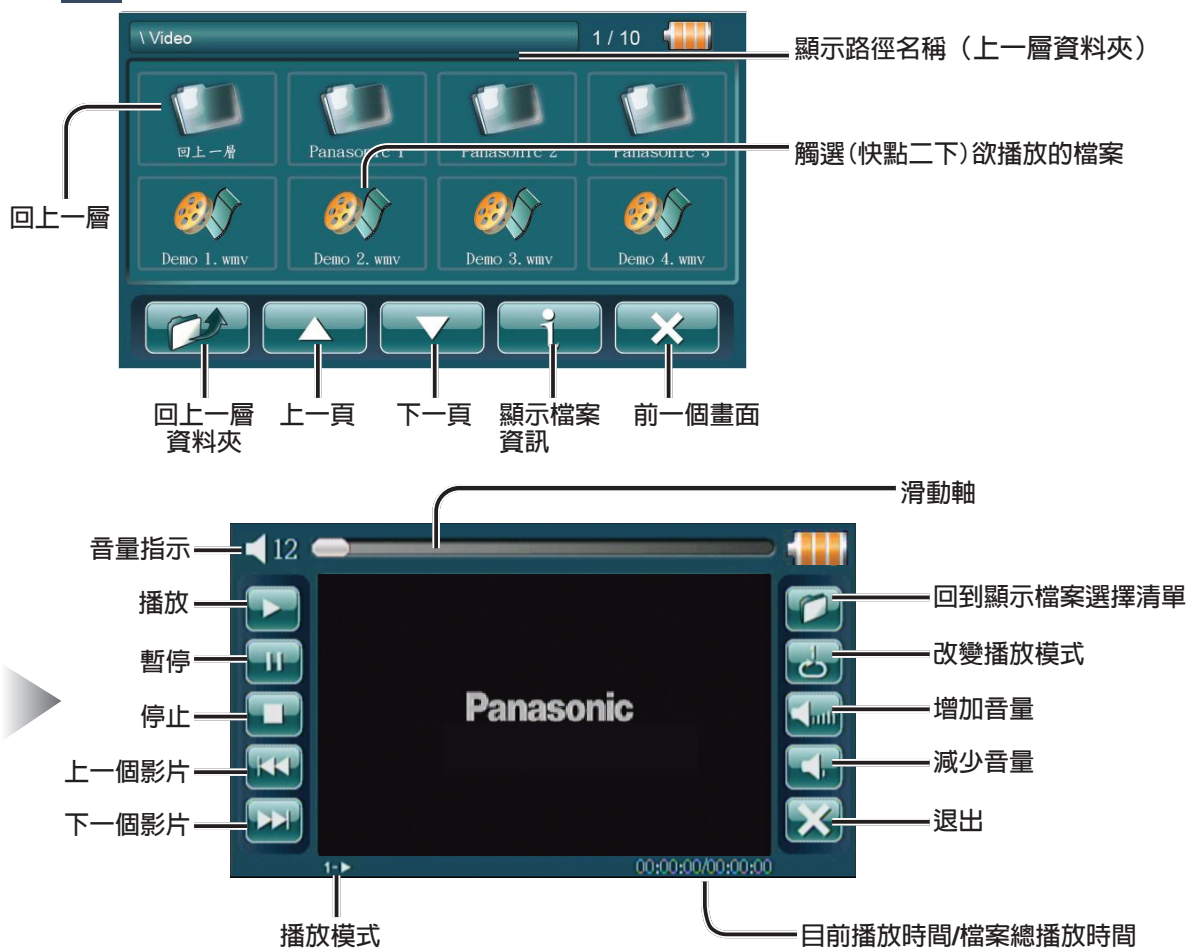 \ Video
1 / 10
顯示路徑名稱（上一層資料夾）
回上一層
Panasonic 1
Panasonic 2
Panasonic 3
觸選(快點二下)欲播放的檔案
回上一層
Demo 1. wmv
Demo 2. wmv
Demo 3. wmv
Demo 4. wmv
回上一層
資料夾
上一頁
下一頁
顯示檔案
資訊
前一個畫面
滑動軸
音量指示
12
播放
回到顯示檔案選擇清單
暫停
改變播放模式
停止
Panasonic
增加音量
上一個影片
減少音量
下一個影片
退出
1-
00:00:00/00:00:00
播放模式
目前播放時間/檔案總播放時間